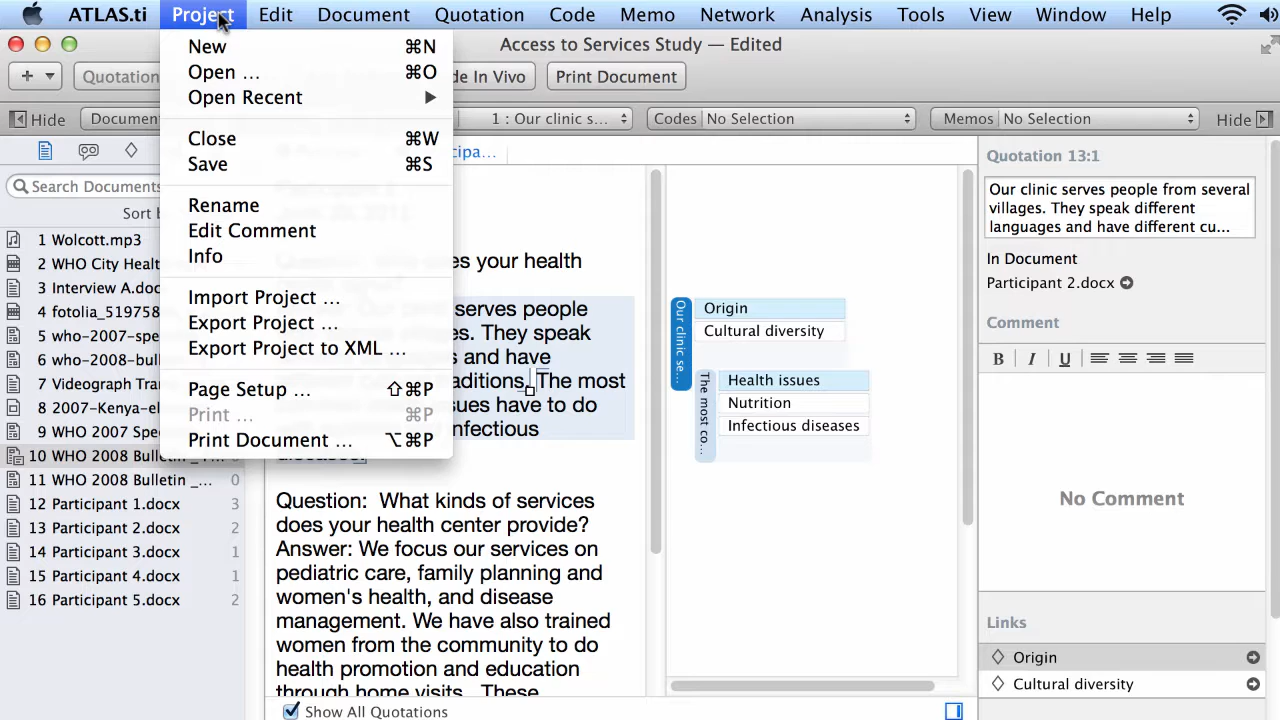 ATLAS.ti Project Edit Document Quotation Code Memo Network Analysis Tools View Window Help
Access to Services Study — Edited
+ Quotation de In Vivo Print Document
Hide Documen 1 : Our clinic s... Codes No Selection Memos No Selection Hide
New ⌘N
Open ... ⌘O
Open Recent ▶
Close ⌘W
Save ⌘S
Rename
Edit Comment
Info
Import Project ...
Export Project ...
Export Project to XML ...
Page Setup ... ⇧⌘P
Print ... ⌘P
Print Document ... ⌥⌘P
Search Documents
Sort b
1 Wolcott.mp3
2 WHO City Healt
3 Interview A.doc
4 fotolia_519758
5 who-2007-spec
6 who-2008-bull
7 Videograph Tra
8 2007-Kenya-el
9 WHO 2007 Spe
10 WHO 2008 Bulletin _
11 WHO 2008 Bulletin _... 0
12 Participant 1.docx 3
13 Participant 2.docx 2
14 Participant 3.docx 1
15 Participant 4.docx 1
16 Participant 5.docx 2
cipa...
s your health
serves people
es. They speak
s and have
aditions. The most
sues have to do
nfectious
diseases.
Question: What kinds of services
does your health center provide?
Answer: We focus our services on
pediatric care, family planning and
women's health, and disease
management. We have also trained
women from the community to do
health promotion and education
through home visits. These
Show All Quotations
Our clinic se...
Origin
Cultural diversity
The most co...
Health issues
Nutrition
Infectious diseases
Quotation 13:1
Our clinic serves people from several
villages. They speak different
languages and have different cu...
In Document
Participant 2.docx
Comment
B I U
No Comment
Links
Origin
Cultural diversity